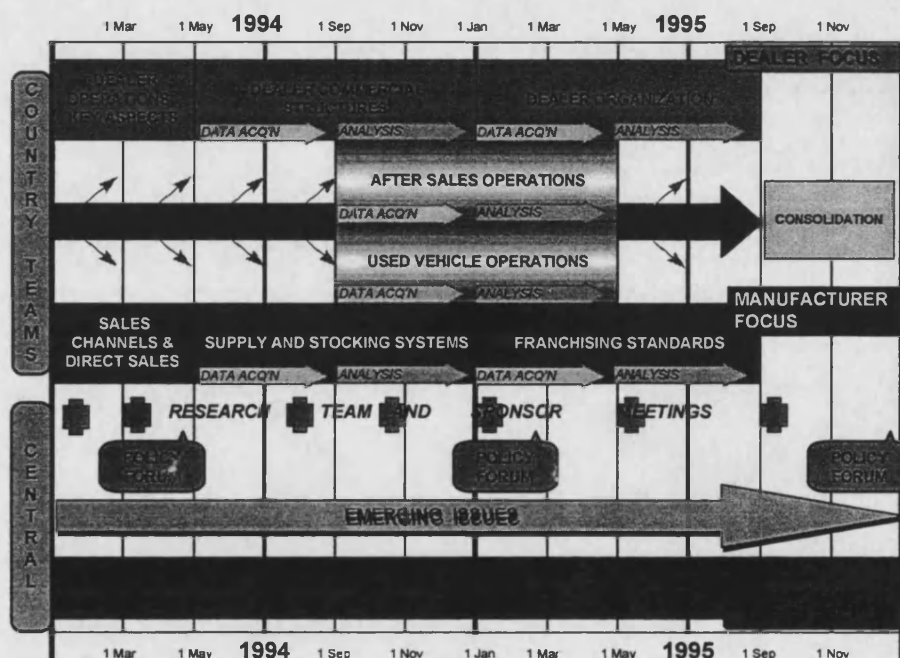 1 Mar 1 May 1994 1 Sep 1 Nov 1 Jan 1 Mar 1995 1 Sep 1 Nov
DEALER FOCUS
COUNTRY TEAMS
DEALER
OPERATIONS
KEY ASPECTS
DEALER COMMERCIAL
STRUCTURES
DEALER ORGANIZATION
DATA ACQ'N ANALYSIS DATA ACQ'N ANALYSIS
AFTER SALES OPERATIONS
DATA ACQ'N ANALYSIS
CONSOLIDATION
USED VEHICLE OPERATIONS
DATA ACQ'N ANALYSIS
MANUFACTURER
FOCUS
SALES
CHANNELS &
DIRECT SALES
SUPPLY AND STOCKING SYSTEMS
FRANCHISING STANDARDS
DATA ACQ'N ANALYSIS DATA ACQ'N ANALYSIS
CENTRAL
RESEARCH TEAM AND SPONSOR MEETINGS
POLICY
FORUM
POLICY
FORUM
POLICY
FORUM
EMERGING ISSUES
1 Mar 1 May 1994 1 Sep 1 Nov 1 Jan 1 Mar 1995 1 Sep 1 Nov